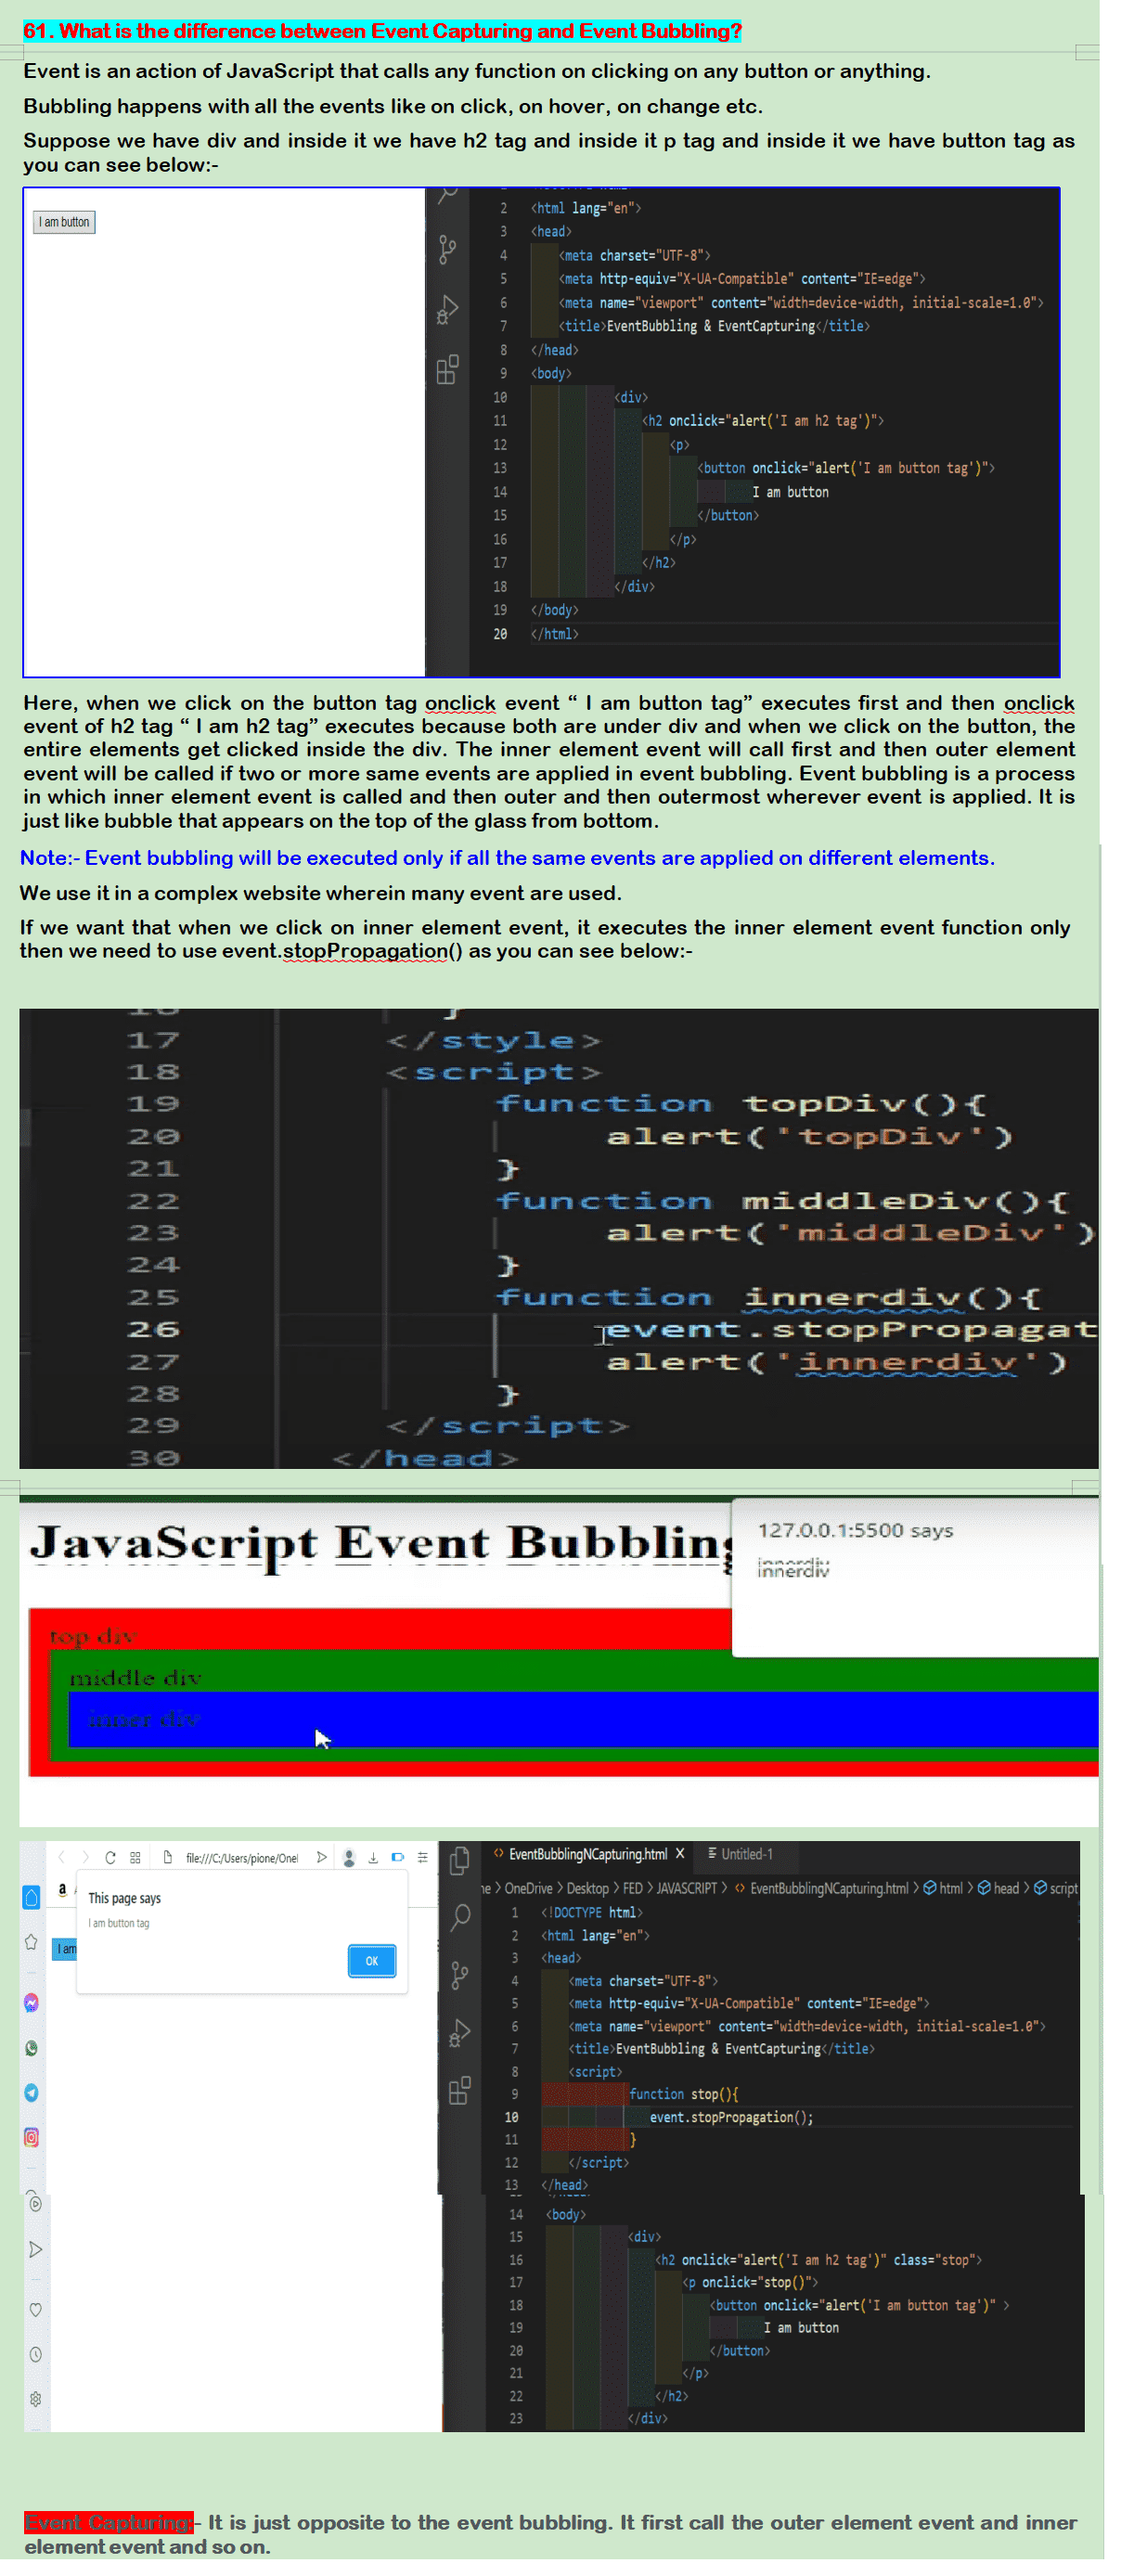 61. What is the difference between Event Capturing and Event Bubbling?
Event is an action of JavaScript that calls any function on clicking on any button or anything.
Bubbling happens with all the events like on click, on hover, on change etc.
Suppose we have div and inside it we have h2 tag and inside it p tag and inside it we have button tag as
you can see below:-
I am button
2 <html lang="en">
3 <head>
4 <meta charset="UTF-8">
5 <meta http-equiv="X-UA-Compatible" content="IE=edge">
6 <meta name="viewport" content="width=device-width, initial-scale=1.0">
7 <title>EventBubbling & EventCapturing</title>
8 </head>
9 <body>
10 <div>
11 <h2 onclick="alert('I am h2 tag')">
12 <p>
13 <button onclick="alert('I am button tag')">
14 I am button
15 </button>
16 </p>
17 </h2>
18 </div>
19 </body>
20 </html>
Here, when we click on the button tag onclick event “ I am button tag” executes first and then onclick
event of h2 tag “ I am h2 tag” executes because both are under div and when we click on the button, the
entire elements get clicked inside the div. The inner element event will call first and then outer element
event will be called if two or more same events are applied in event bubbling. Event bubbling is a process
in which inner element event is called and then outer and then outermost wherever event is applied. It is
just like bubble that appears on the top of the glass from bottom.
Note:- Event bubbling will be executed only if all the same events are applied on different elements.
We use it in a complex website wherein many event are used.
If we want that when we click on inner element event, it executes the inner element event function only
then we need to use event.stopPropagation() as you can see below:-
17 </style>
18 <script>
19 function topDiv(){
20 alert('topDiv')
21 }
22 function middleDiv(){
23 alert('middleDiv')
24 }
25 function innerdiv(){
26 event.stopPropagat
27 alert('innerdiv')
28 }
29 </script>
30 </head>
JavaScript Event Bubbling
127.0.0.1:5500 says
innerdiv
top div
middle div
inner div
file:///C:/Users/pione/Onel
a
This page says
I am button tag
I am
OK
EventBubblingNCapturing.html X Untitled-1
> OneDrive > Desktop > FED > JAVASCRIPT > EventBubblingNCapturing.html > html > head > script
1 <!DOCTYPE html>
2 <html lang="en">
3 <head>
4 <meta charset="UTF-8">
5 <meta http-equiv="X-UA-Compatible" content="IE=edge">
6 <meta name="viewport" content="width=device-width, initial-scale=1.0">
7 <title>EventBubbling & EventCapturing</title>
8 <script>
9 function stop(){
10 event.stopPropagation();
11 }
12 </script>
13 </head>
14 <body>
15 <div>
16 <h2 onclick="alert('I am h2 tag')" class="stop">
17 <p onclick="stop()">
18 <button onclick="alert('I am button tag')" >
19 I am button
20 </button>
21 </p>
22 </h2>
23 </div>
Event Capturing:- It is just opposite to the event bubbling. It first call the outer element event and inner
element event and so on.